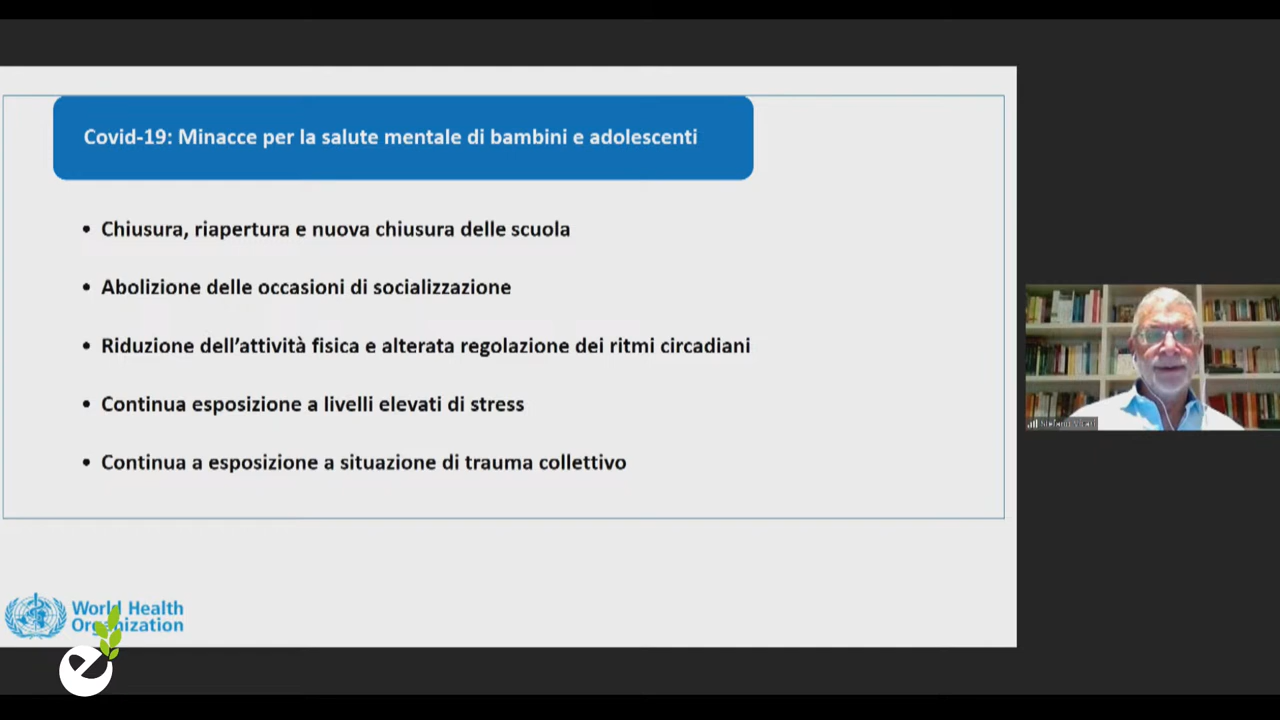 Covid-19: Minacce per la salute mentale di bambini e adolescenti
• Chiusura, riapertura e nuova chiusura delle scuola
• Abolizione delle occasioni di socializzazione
• Riduzione dell’attività fisica e alterata regolazione dei ritmi circadiani
• Continua esposizione a livelli elevati di stress
• Continua a esposizione a situazione di trauma collettivo
Stefano
World Health
Organization
e